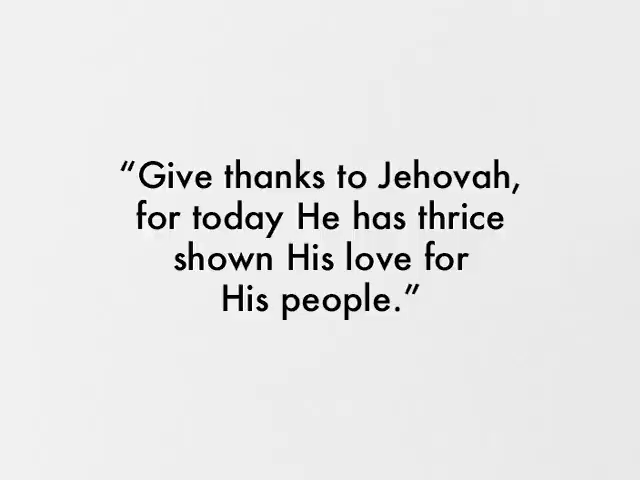 “Give thanks to Jehovah,
for today He has thrice
shown His love for
His people.”